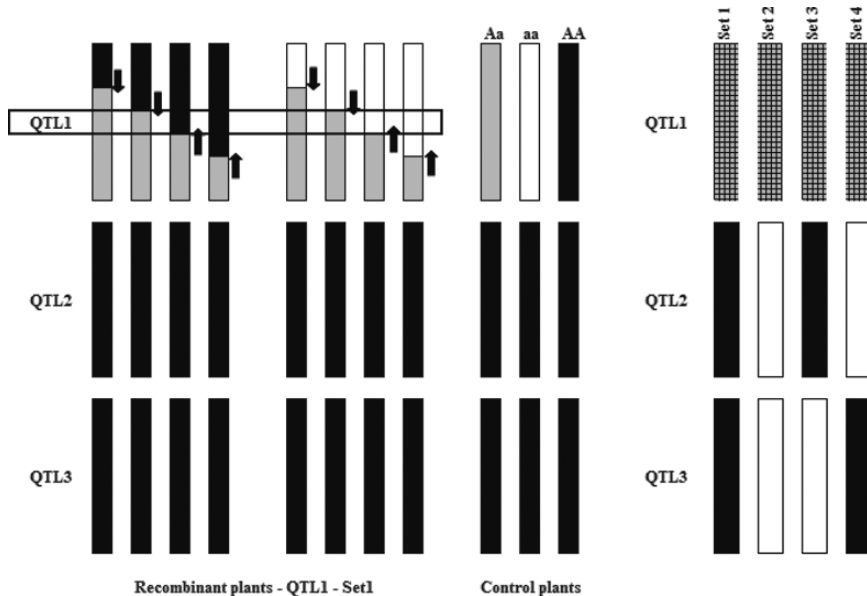 Aa aa AA
Set 1
Set 2
Set 3
Set 4
QTL1
QTL1
QTL2
QTL2
QTL3
QTL3
Recombinant plants - QTL1 - Set1
Control plants